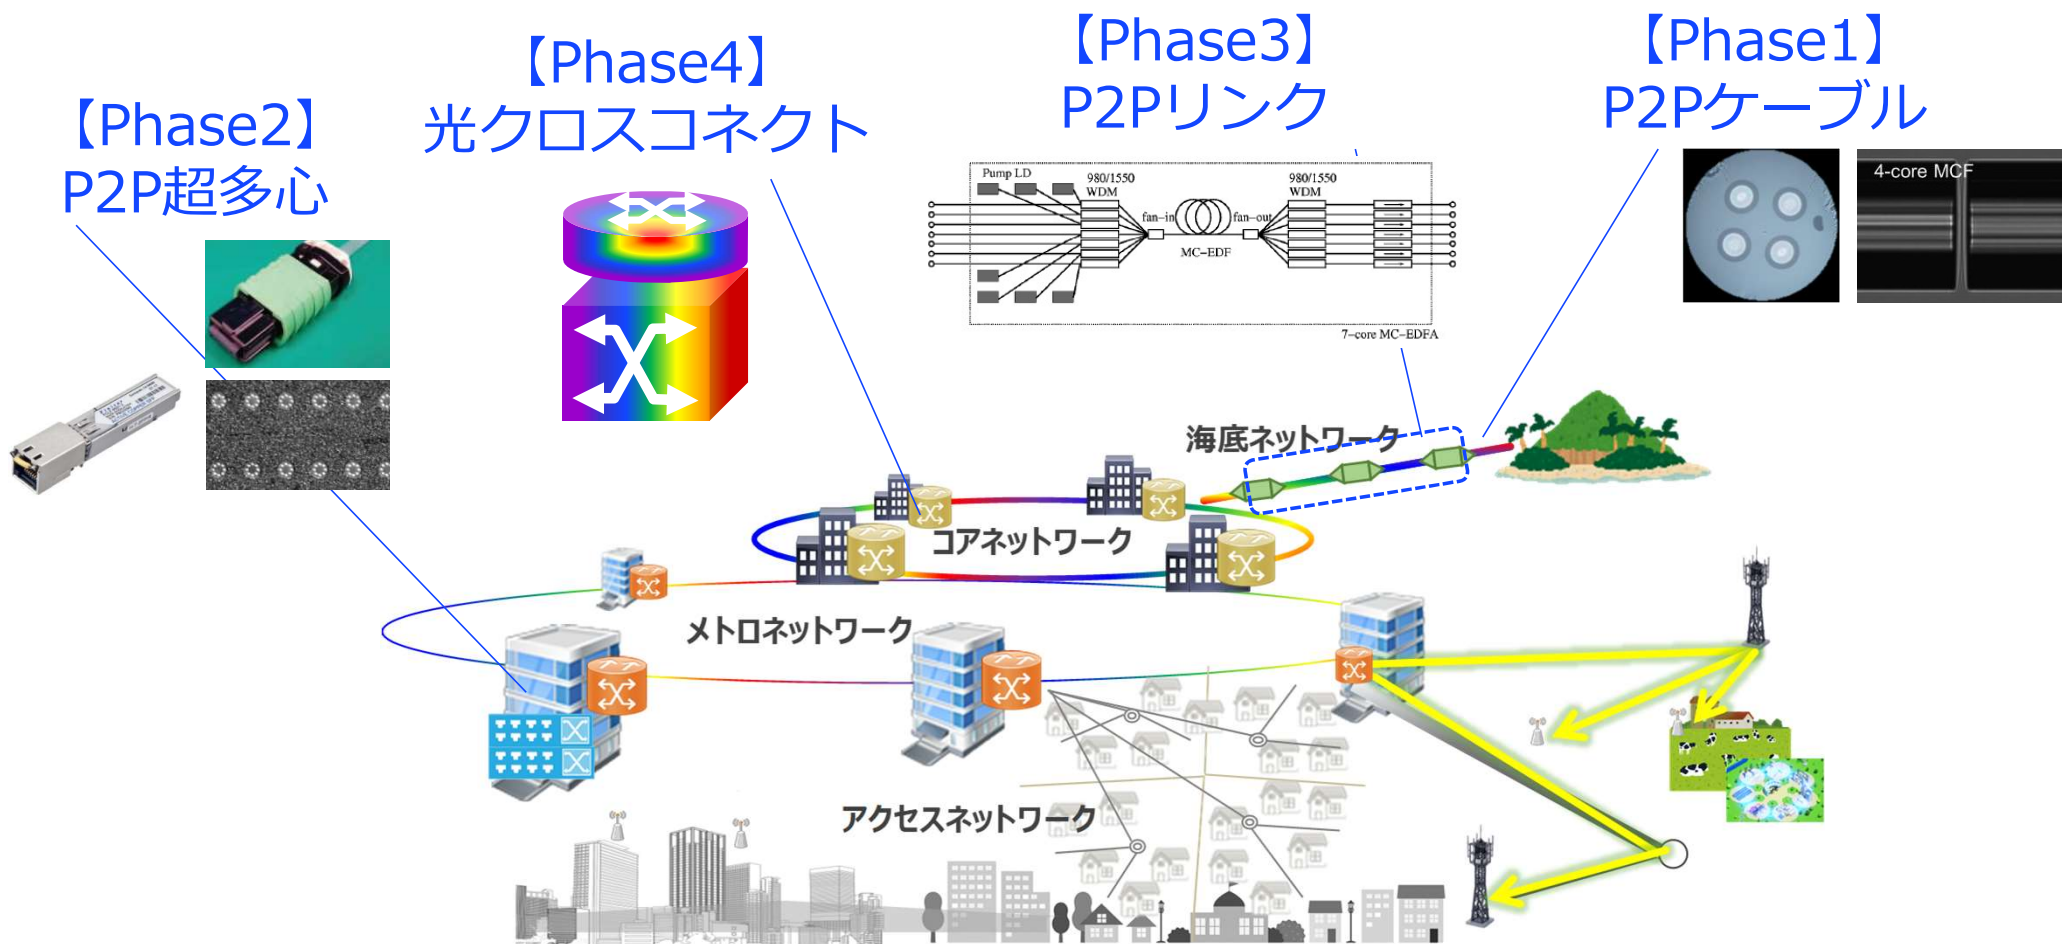 【Phase2】
P2P超多心
【Phase4】
光クロスコネクト
【Phase3】
P2Pリンク
【Phase1】
P2Pケーブル
Pump LD
980/1550
WDM
980/1550
WDM
fan-in
fan-out
MC-EDF
7-core MC-EDFA
4-core MCF
海底ネットワーク
コアネットワーク
メトロネットワーク
アクセスネットワーク